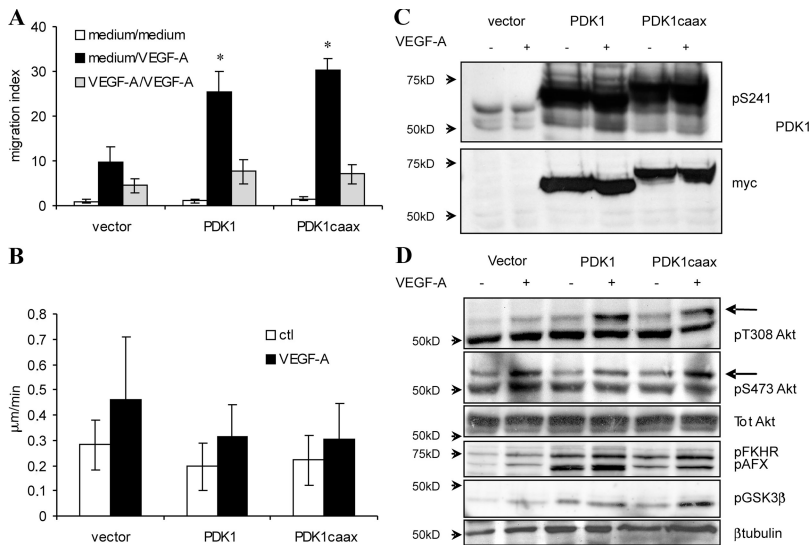 A
medium/medium
medium/VEGF-A
VEGF-A/VEGF-A
migration index
40
30
20
10
0
* *
vector PDK1 PDK1caax
B
ctl
VEGF-A
µm/min
0,8
0,7
0,6
0,5
0,4
0,3
0,2
0,1
0
vector PDK1 PDK1caax
C
vector PDK1 PDK1caax
VEGF-A - + - + - +
75kD
50kD
pS241
PDK1
75kD
50kD
myc
D
Vector PDK1 PDK1caax
VEGF-A - + - + - +
50kD
pT308 Akt
50kD
pS473 Akt
Tot Akt
50kD
75kD
pFKHR
pAFX
50kD
pGSK3β
50kD
βtubulin